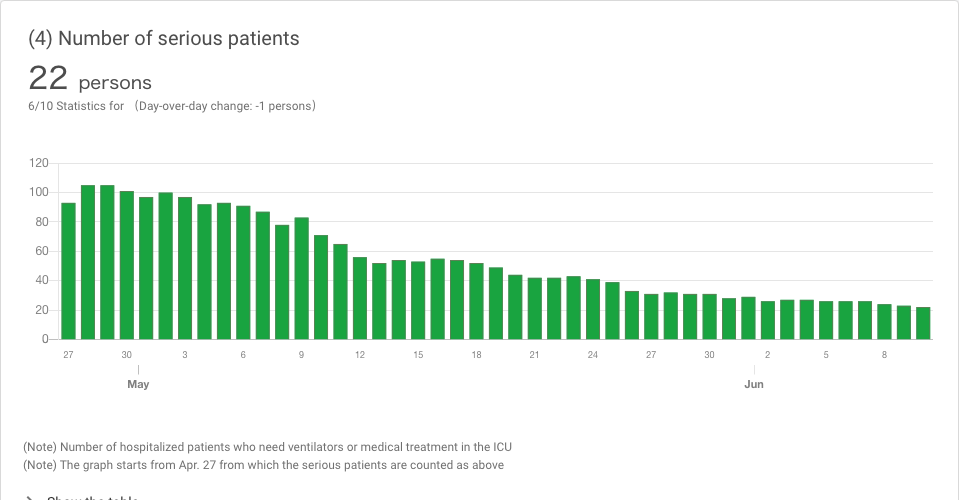 (4) Number of serious patients
22 persons
6/10 Statistics for （Day-over-day change: -1 persons）
120
100
80
60
40
20
0
27 30 3 6 9 12 15 18 21 24 27 30 2 5 8
May Jun
(Note) Number of hospitalized patients who need ventilators or medical treatment in the ICU
(Note) The graph starts from Apr. 27 from which the serious patients are counted as above
Show the table